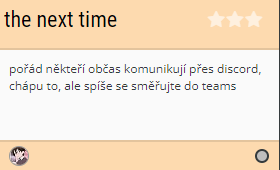 the next time
pořád někteří občas komunikují přes discord,
chápu to, ale spíše se směřujte do teams